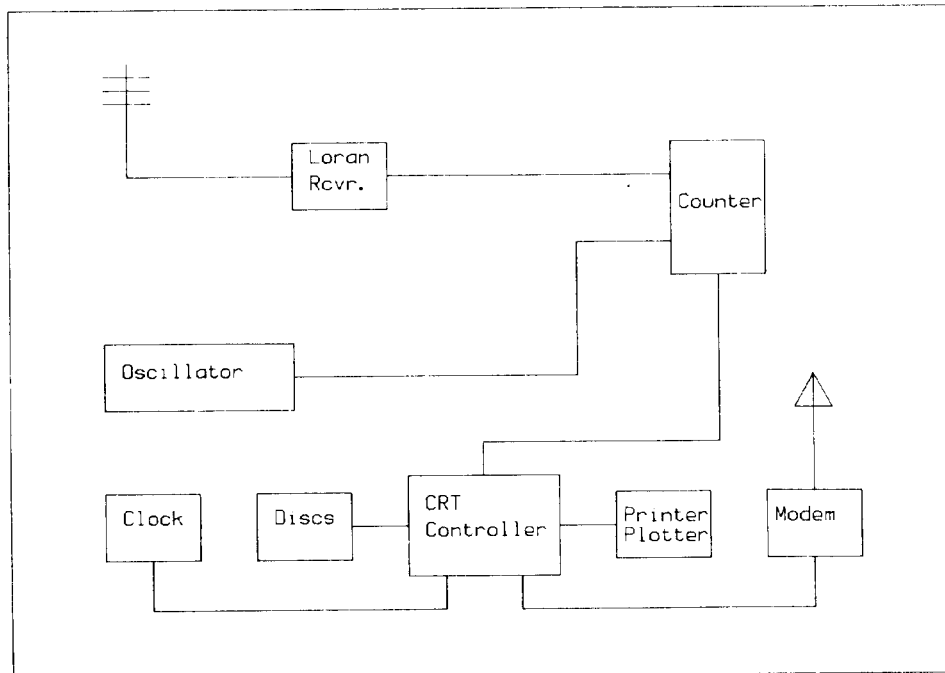 Loran
Rcvr.
Counter
Oscillator
Clock
Discs
CRT
Controller
Printer
Plotter
Modem